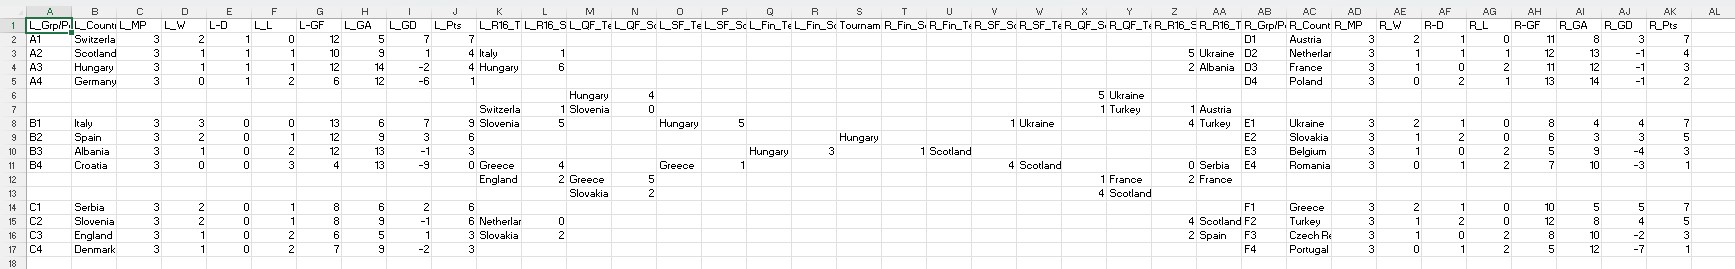 A B C D E F G H I J K L M N O P Q R S T U V W X Y Z AA AB AC AD AE AF AG AH AI AJ AK AL
1 L_Grp/P L_Countr L_MP L_W L-D L_L L-GF L_GA L_GD L_Pts L_R16_T L_R16_S L_QF_Te L_QF_Sc L_SF_Te L_SF_Sc L_Fin_Te L_Fin_Sc Tournam R_Fin_S R_Fin_Te R_SF_Sc R_SF_Te R_QF_S R_QF_Te R_R16_S R_R16_T R_Grp/P R_Count R_MP R_W R-D R_L R-GF R_GA R_GD R_Pts
2 A1 Switzerla 3 2 1 0 12 5 7 7 D1 Austria 3 2 1 0 11 8 3 7
3 A2 Scotland 3 1 1 1 10 9 1 4 Italy 1 5 Ukraine D2 Netherlar 3 1 1 1 12 13 -1 4
4 A3 Hungary 3 1 1 1 12 14 -2 4 Hungary 6 2 Albania D3 France 3 1 0 2 11 12 -1 3
5 A4 Germany 3 0 1 2 6 12 -6 1 D4 Poland 3 0 2 1 13 14 -1 2
6 Hungary 4 5 Ukraine
7 Switzerla 1 Slovenia 0 1 Turkey 1 Austria
8 B1 Italy 3 3 0 0 13 6 7 9 Slovenia 5 Hungary 5 1 Ukraine 4 Turkey E1 Ukraine 3 2 1 0 8 4 4 7
9 B2 Spain 3 2 0 1 12 9 3 6 Hungary E2 Slovakia 3 1 2 0 6 3 3 5
10 B3 Albania 3 1 0 2 12 13 -1 3 Hungary 3 1 Scotland E3 Belgium 3 1 0 2 5 9 -4 3
11 B4 Croatia 3 0 0 3 4 13 -9 0 Greece 4 Greece 1 4 Scotland 0 Serbia E4 Romania 3 0 1 2 7 10 -3 1
12 England 2 Greece 5 1 France 2 France
13 Slovakia 2 4 Scotland
14 C1 Serbia 3 2 0 1 8 6 2 6 F1 Greece 3 2 1 0 10 5 5 7
15 C2 Slovenia 3 2 0 1 8 9 -1 6 Netherlar 0 4 Scotland F2 Turkey 3 1 2 0 12 8 4 5
16 C3 England 3 1 0 2 6 5 1 3 Slovakia 2 2 Spain F3 Czech Re 3 1 0 2 8 10 -2 3
17 C4 Denmark 3 1 0 2 7 9 -2 3 F4 Portugal 3 0 1 2 5 12 -7 1
18